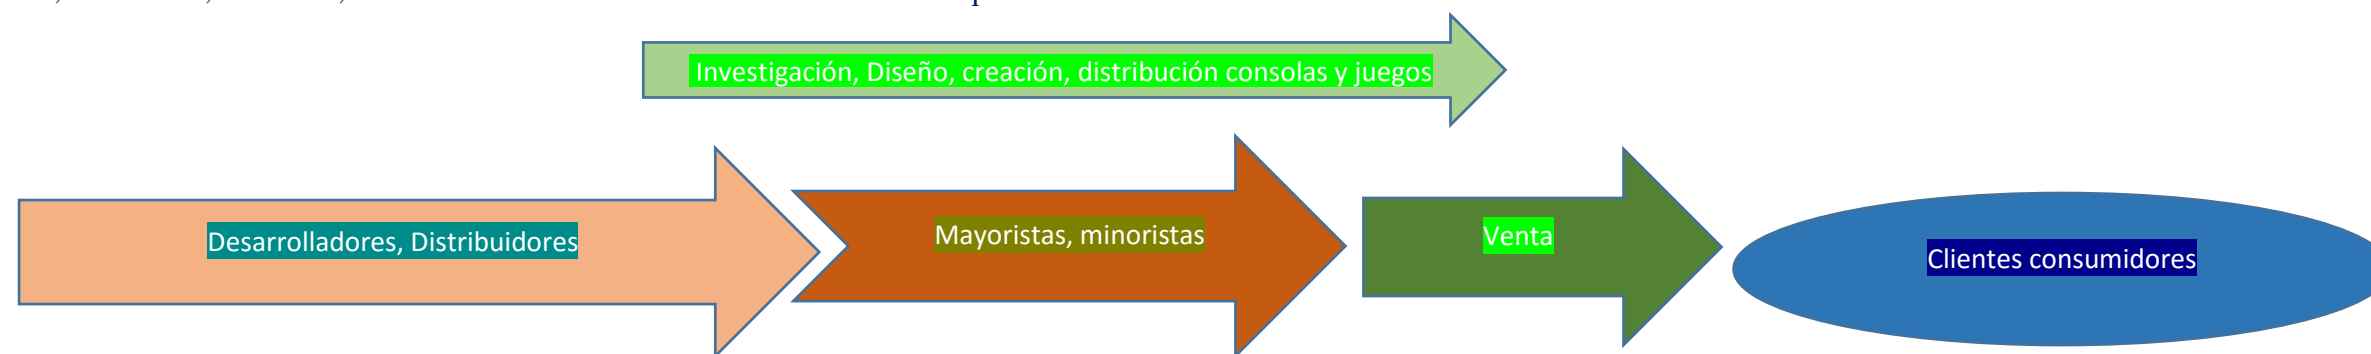 Investigación, Diseño, creación, distribución consolas y juegos
Desarrolladores, Distribuidores
Mayoristas, minoristas
Venta
Clientes consumidores